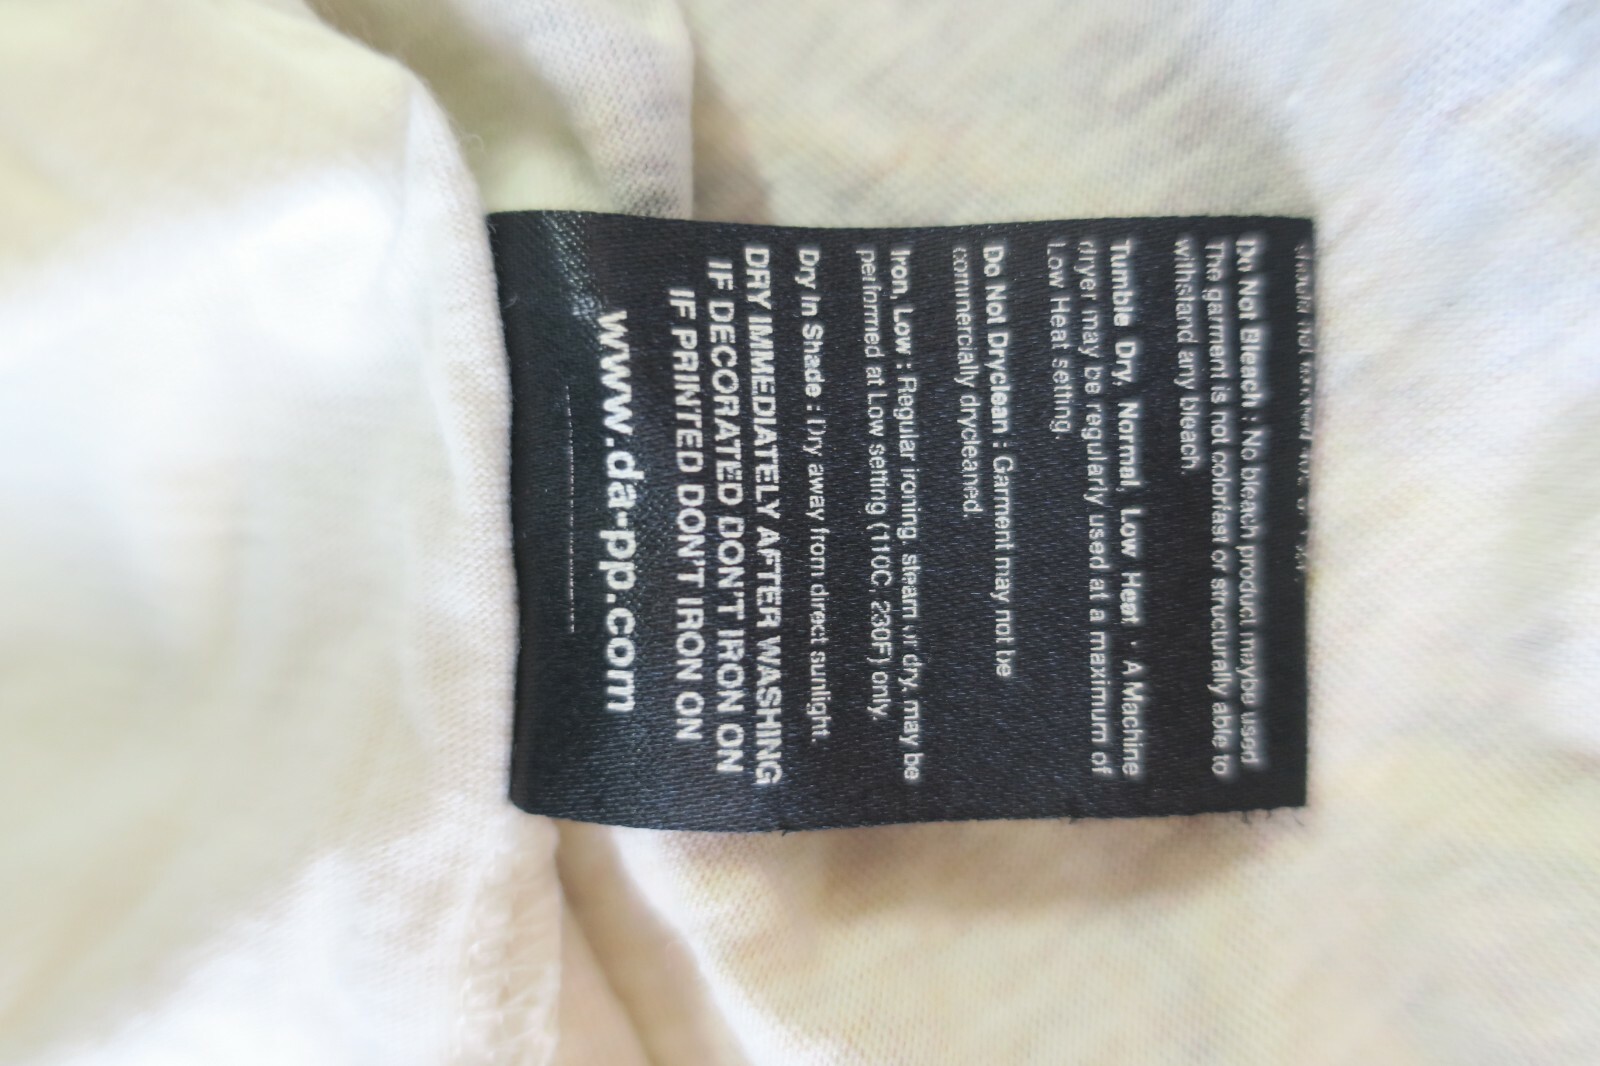 should not exceed
Do Not Bleach : No bleach product maybe used
The garment is not colorfast or structurally able to
withstand any bleach.
Tumble Dry, Normal, Low Heat : A Machine
dryer may be regularly used at a maximum of
Low Heat setting.
Do Not Dryclean : Garment may not be
commercially drycleaned.
Iron, Low : Regular ironing, steam or dry, may be
performed at Low setting (110C, 230F) only.
Dry In Shade : Dry away from direct sunlight.
DRY IMMEDIATELY AFTER WASHING
IF DECORATED DON'T IRON ON
IF PRINTED DON'T IRON ON
www.da-pp.com